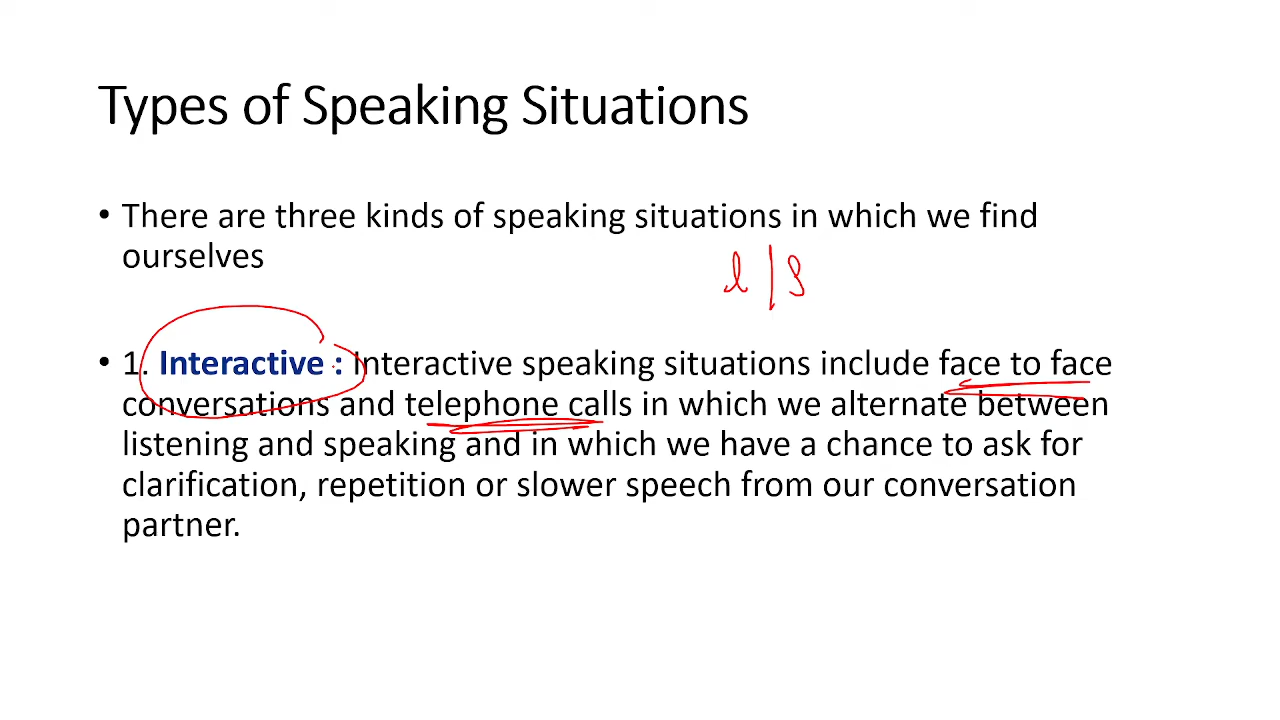 Types of Speaking Situations
• There are three kinds of speaking situations in which we find
ourselves
l | s
• 1. Interactive : Interactive speaking situations include face to face
conversations and telephone calls in which we alternate between
listening and speaking and in which we have a chance to ask for
clarification, repetition or slower speech from our conversation
partner.